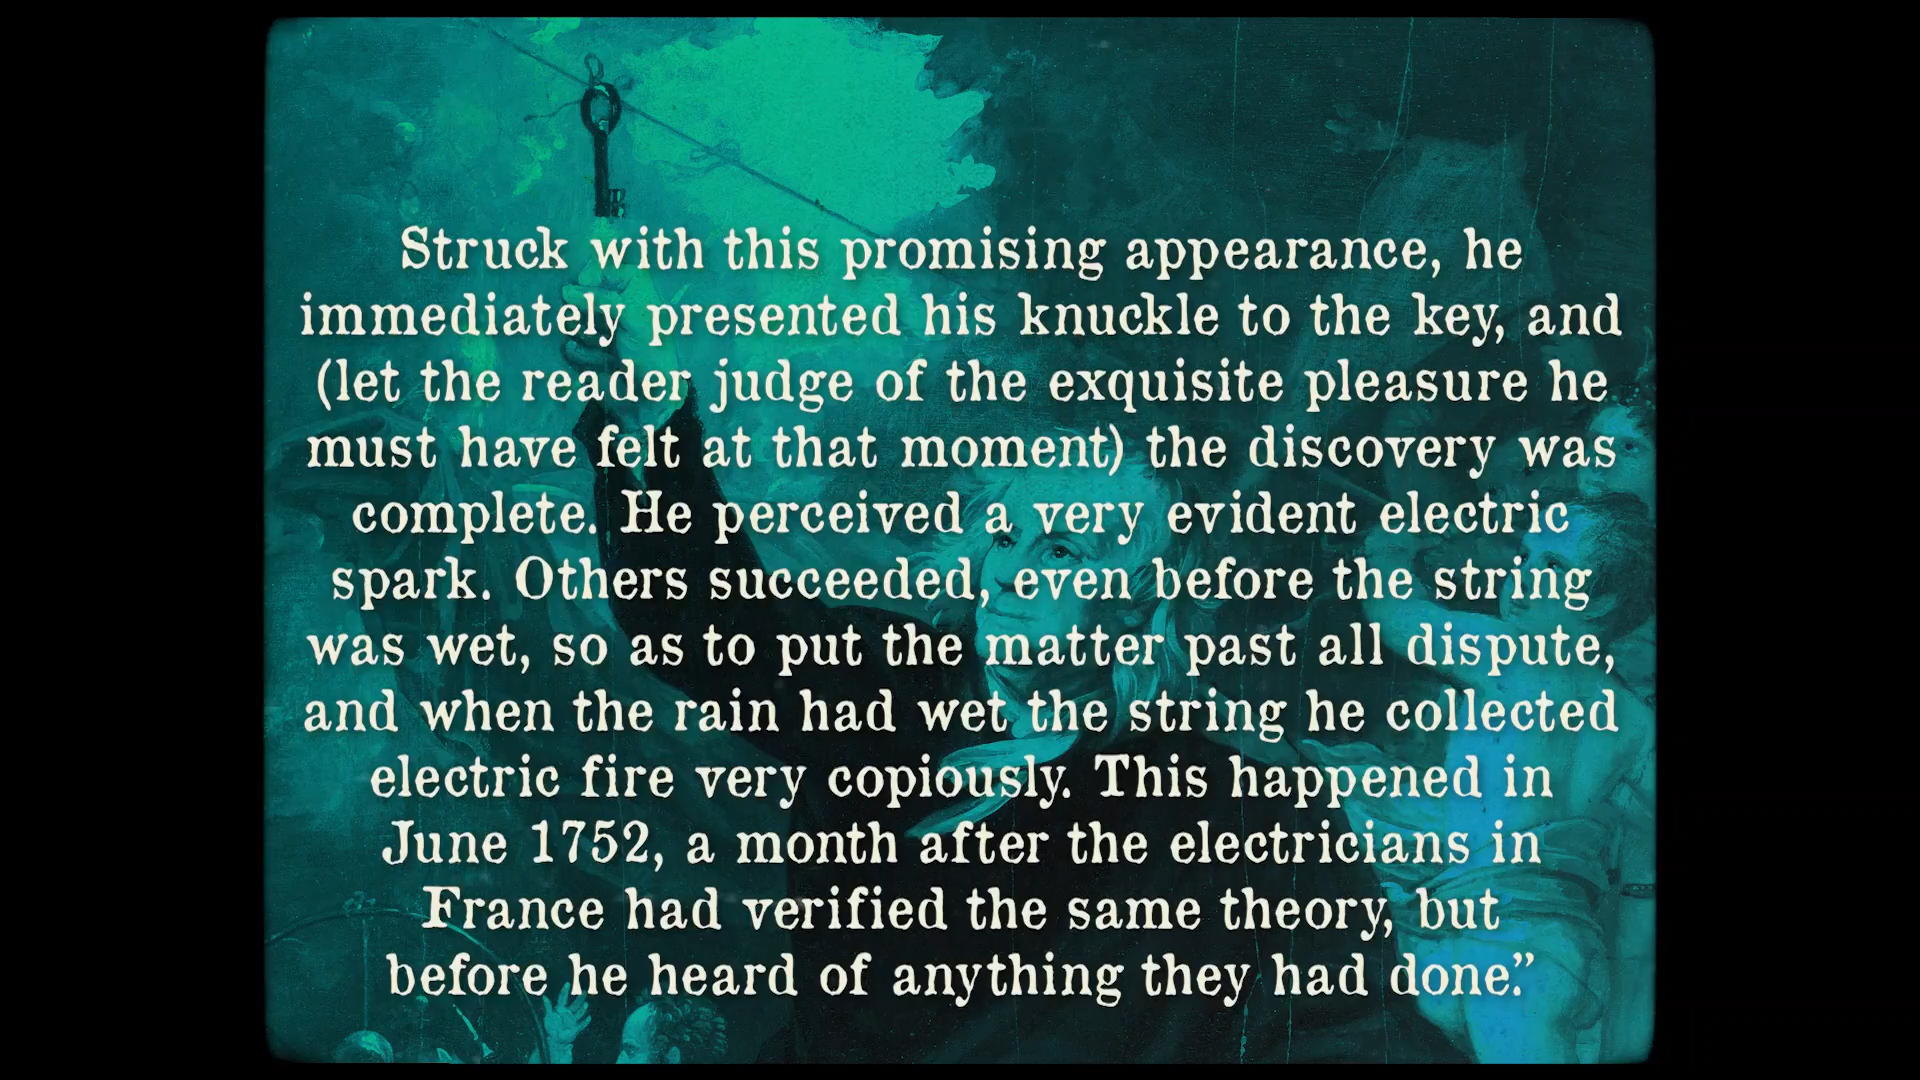 Struck with this promising appearance, he
immediately presented his knuckle to the key, and
(let the reader judge of the exquisite pleasure he
must have felt at that moment) the discovery was
complete. He perceived a very evident electric
spark. Others succeeded, even before the string
was wet, so as to put the matter past all dispute,
and when the rain had wet the string he collected
electric fire very copiously. This happened in
June 1752, a month after the electricians in
France had verified the same theory, but
before he heard of anything they had done.”